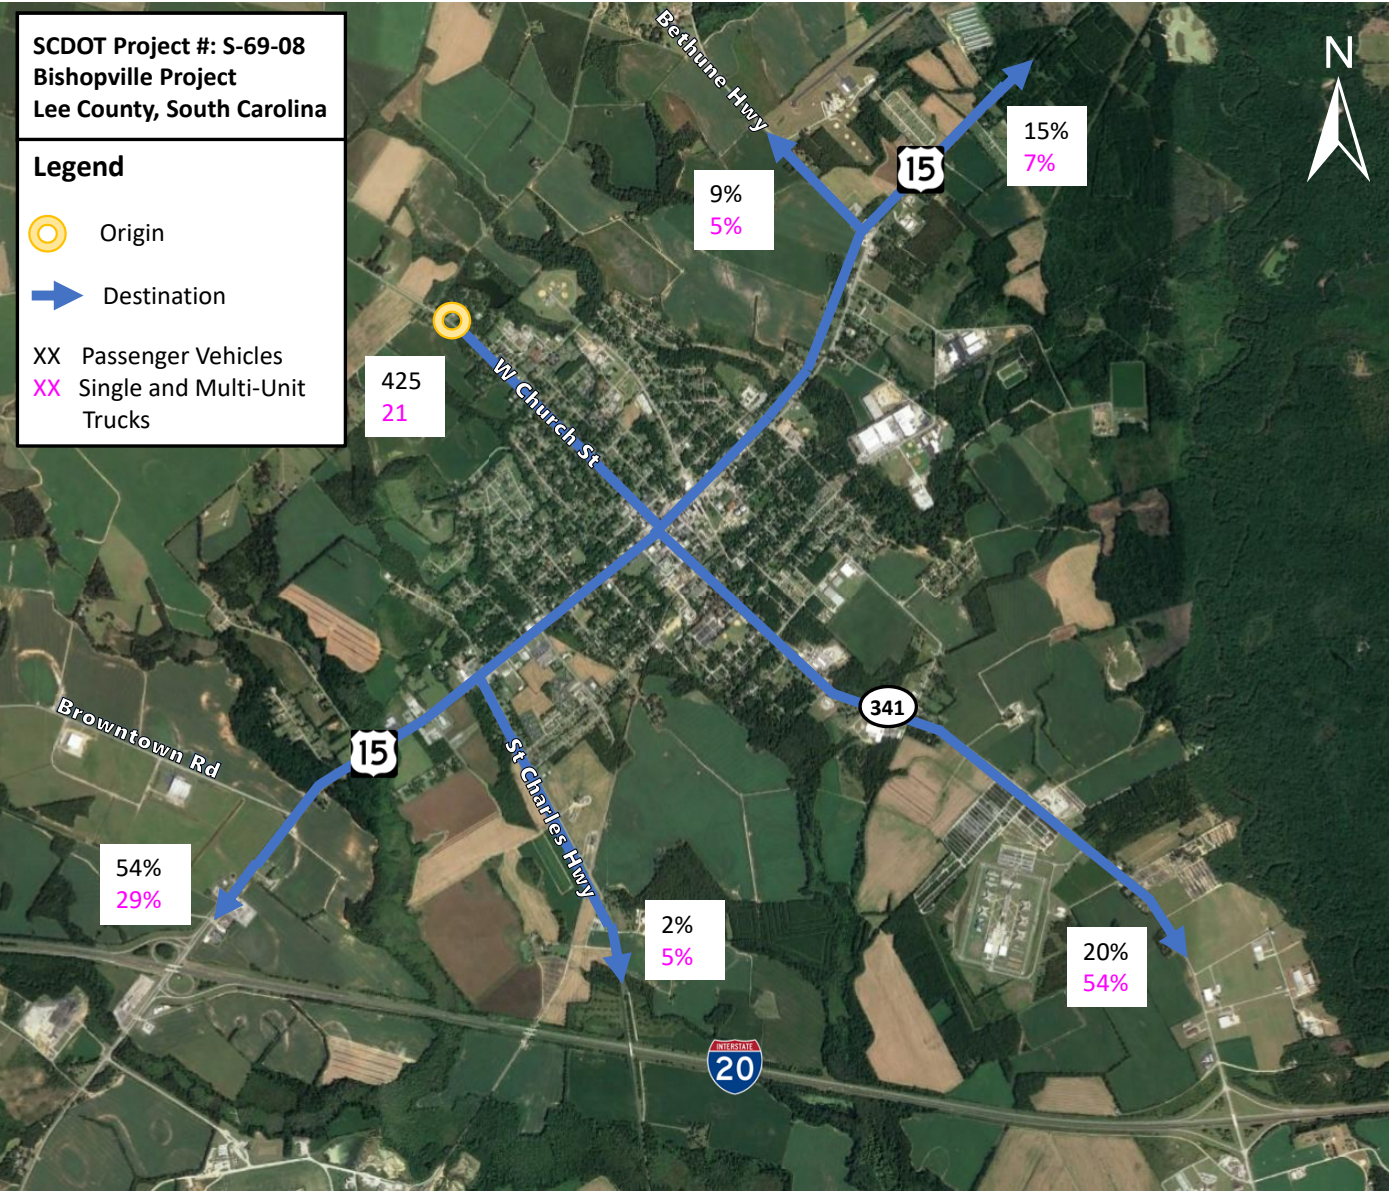 SCDOT Project #: S-69-08
Bishopville Project
Lee County, South Carolina
Legend
Origin
Destination
XX Passenger Vehicles
XX Single and Multi-Unit
Trucks
N
Bethune Hwy
15
15%
7%
9%
5%
425
21
W Church St
341
Browntown Rd
15
St Charles Hwy
54%
29%
2%
5%
20%
54%
INTERSTATE
20